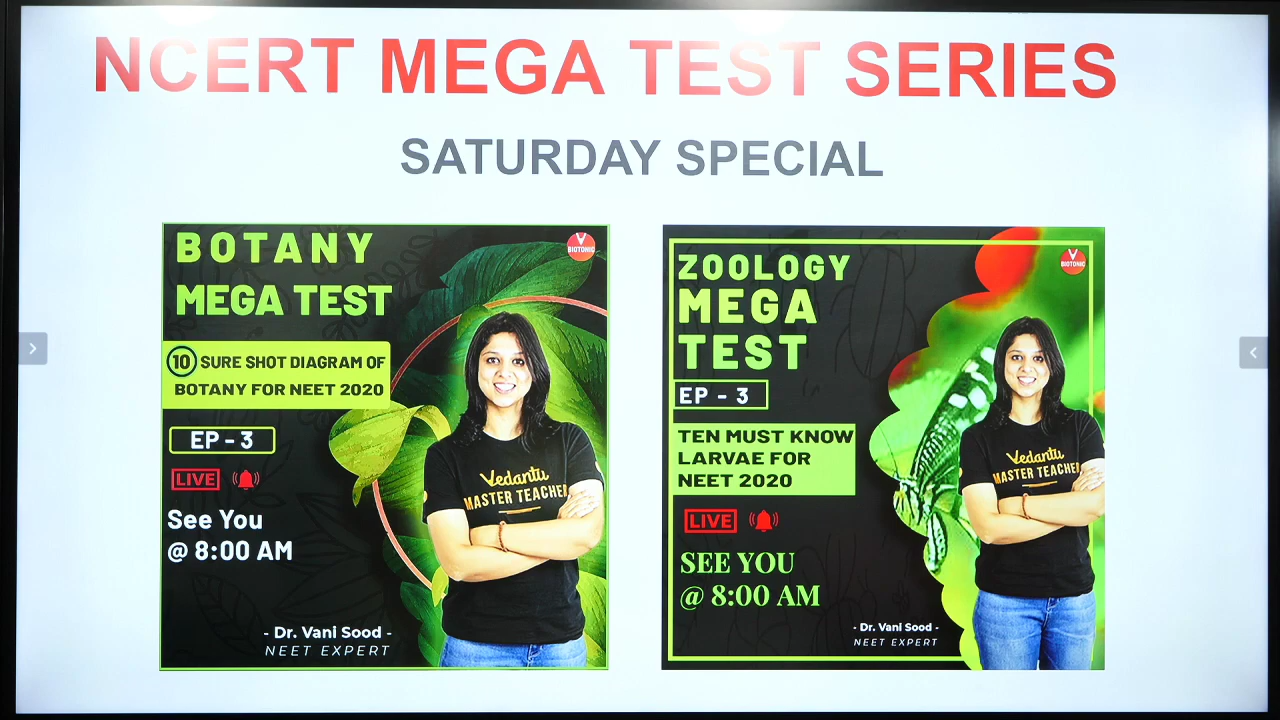 NCERT MEGA TEST SERIES
SATURDAY SPECIAL
BOTANY
MEGA TEST
V
BIOTONIC
10 SURE SHOT DIAGRAM OF
BOTANY FOR NEET 2020
EP - 3
LIVE
See You
@ 8:00 AM
Vedantu
MASTER TEACHER
- Dr. Vani Sood -
NEET EXPERT
ZOOLOGY
MEGA
TEST
V
BIOTONIC
EP - 3
TEN MUST KNOW
LARVAE FOR
NEET 2020
LIVE
SEE YOU
@ 8:00 AM
Vedantu
MASTER TEACHER
- Dr. Vani Sood -
NEET EXPERT